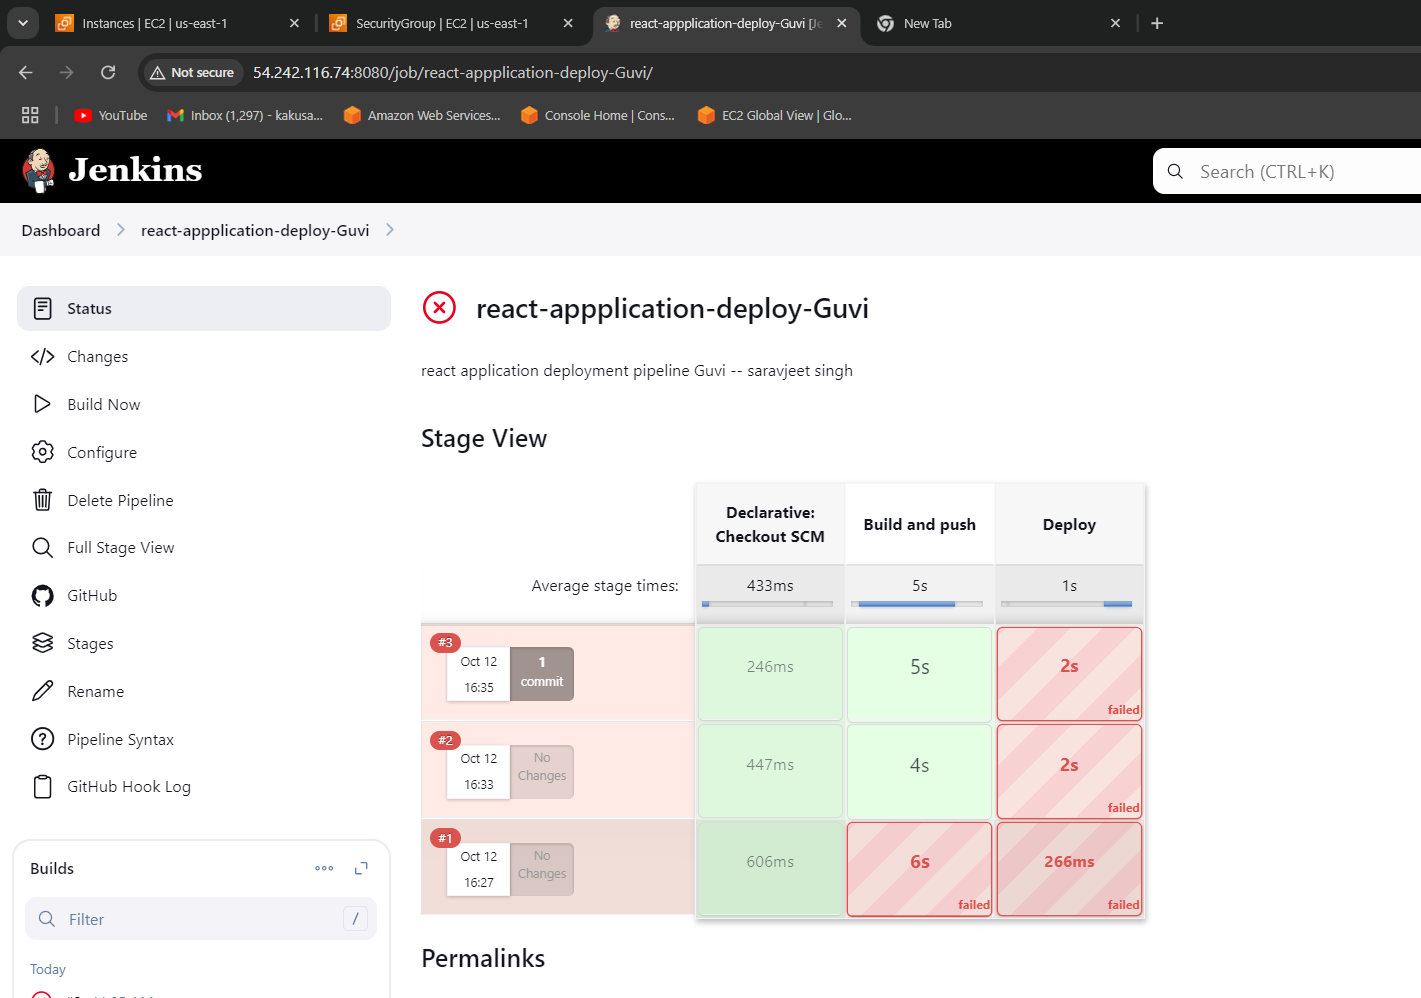 Instances | EC2 | us-east-1
SecurityGroup | EC2 | us-east-1
react-appplication-deploy-Guvi [Je
New Tab
Not secure
54.242.116.74:8080/job/react-appplication-deploy-Guvi/
YouTube
Inbox (1,297) - kakusa...
Amazon Web Services...
Console Home | Cons...
EC2 Global View | Glo...
Jenkins
Search (CTRL+K)
Dashboard
react-appplication-deploy-Guvi
Status
Changes
Build Now
Configure
Delete Pipeline
Full Stage View
GitHub
Stages
Rename
Pipeline Syntax
GitHub Hook Log
Builds
Filter
/
Today
react-appplication-deploy-Guvi
react application deployment pipeline Guvi -- saravjeet singh
Stage View
Declarative:
Checkout SCM
Build and push
Deploy
Average stage times:
433ms
5s
1s
#3
Oct 12
16:35
1
commit
246ms
5s
2s
failed
#2
Oct 12
16:33
No
Changes
447ms
4s
2s
failed
#1
Oct 12
16:27
No
Changes
606ms
6s
failed
266ms
failed
Permalinks